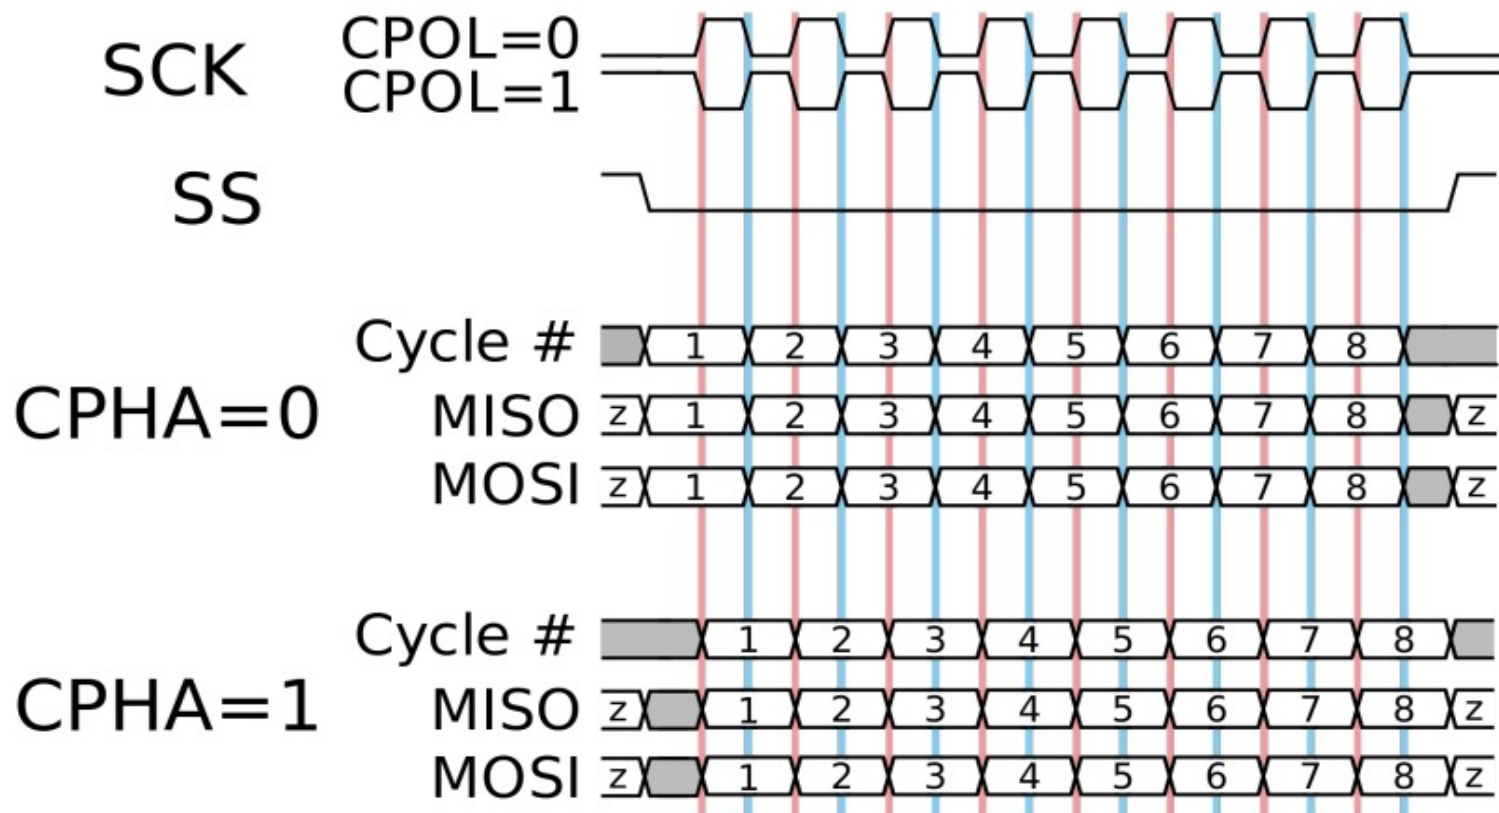 SCK CPOL=0
CPOL=1
SS
Cycle # 1 2 3 4 5 6 7 8
CPHA=0 MISO z 1 2 3 4 5 6 7 8 z
MOSI z 1 2 3 4 5 6 7 8 z
Cycle # 1 2 3 4 5 6 7 8
CPHA=1 MISO z 1 2 3 4 5 6 7 8 z
MOSI z 1 2 3 4 5 6 7 8 z